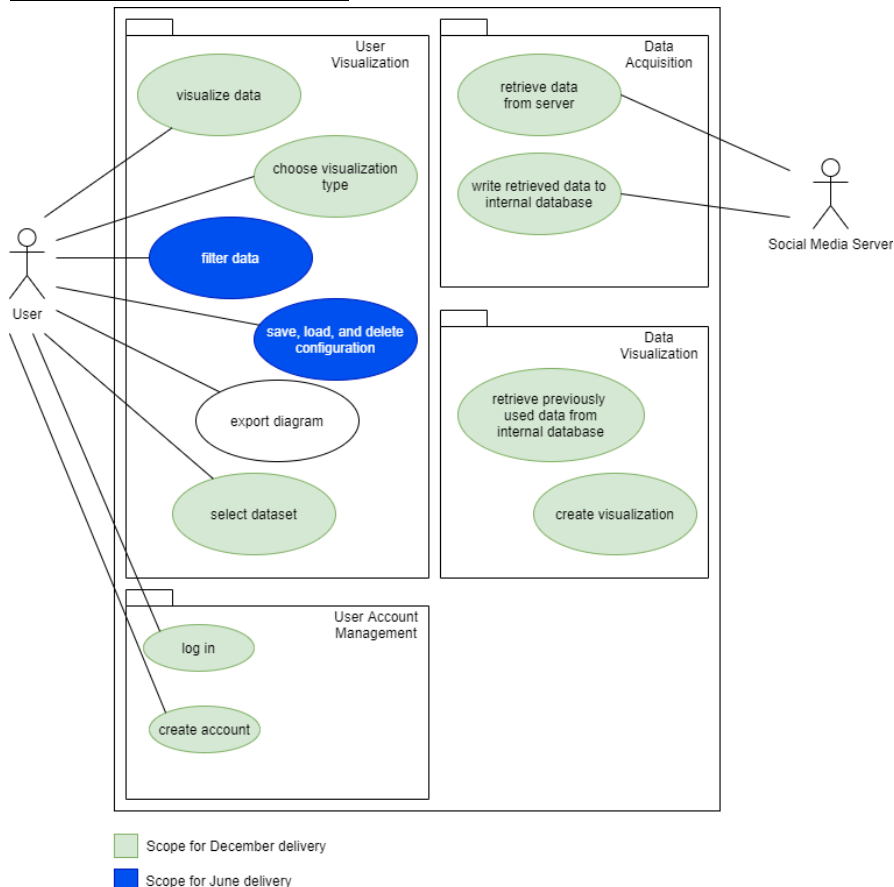 User
Visualization
visualize data
choose visualization
type
filter data
save, load, and delete
configuration
export diagram
select dataset
User
Data
Acquisition
retrieve data
from server
write retrieved data to
internal database
Social Media Server
Data
Visualization
retrieve previously
used data from
internal database
create visualization
User Account
Management
log in
create account
Scope for December delivery
Scope for June delivery